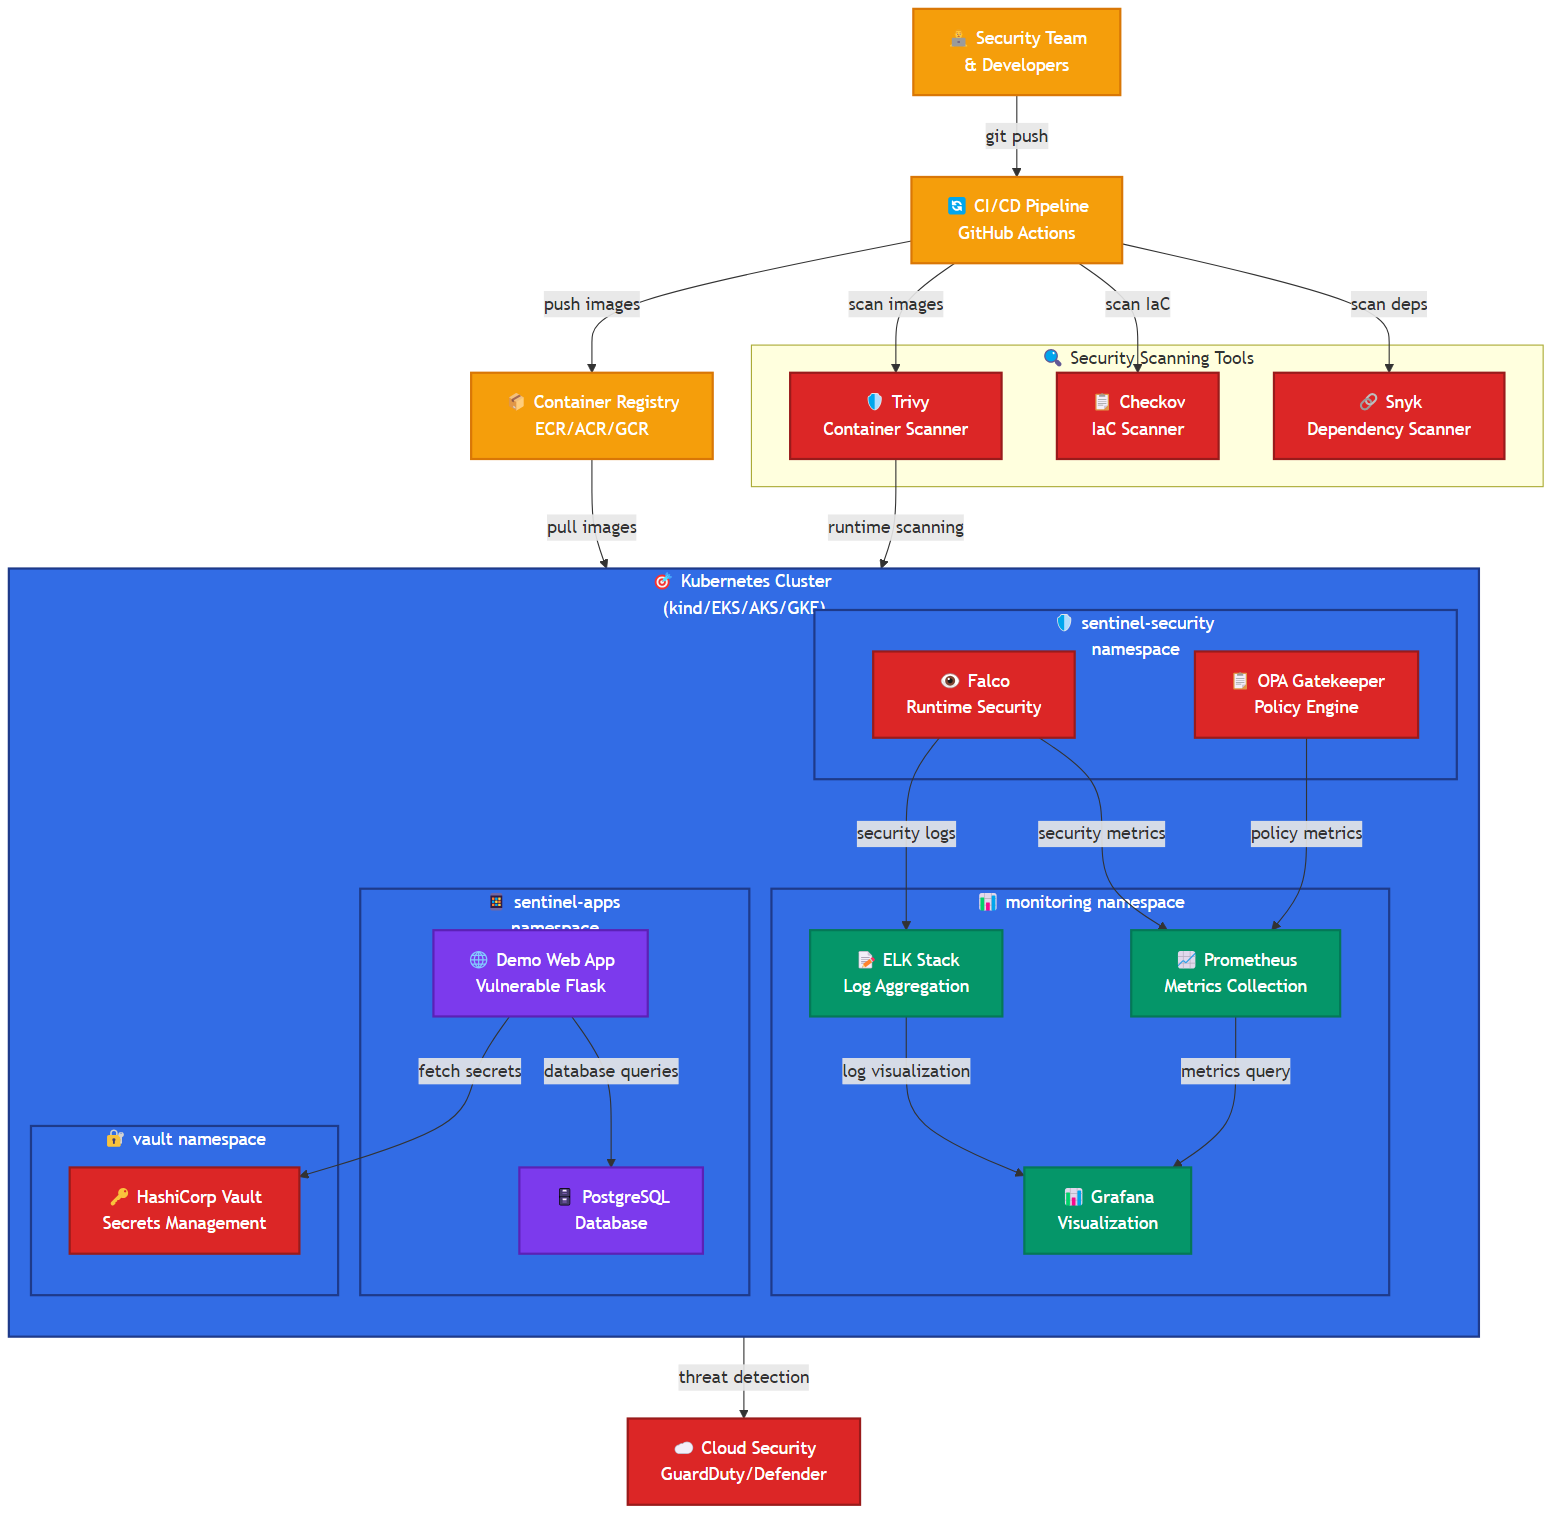 Security Team
& Developers
git push
CI/CD Pipeline
GitHub Actions
push images
scan images
scan IaC
scan deps
Security Scanning Tools
Container Registry
ECR/ACR/GCR
Trivy
Container Scanner
Checkov
IaC Scanner
Snyk
Dependency Scanner
pull images
runtime scanning
Kubernetes Cluster
(kind/EKS/AKS/GKE)
sentinel-security
namespace
Falco
Runtime Security
OPA Gatekeeper
Policy Engine
security logs
security metrics
policy metrics
sentinel-apps
namespace
monitoring namespace
Demo Web App
Vulnerable Flask
ELK Stack
Log Aggregation
Prometheus
Metrics Collection
fetch secrets
database queries
log visualization
metrics query
vault namespace
HashiCorp Vault
Secrets Management
PostgreSQL
Database
Grafana
Visualization
threat detection
Cloud Security
GuardDuty/Defender